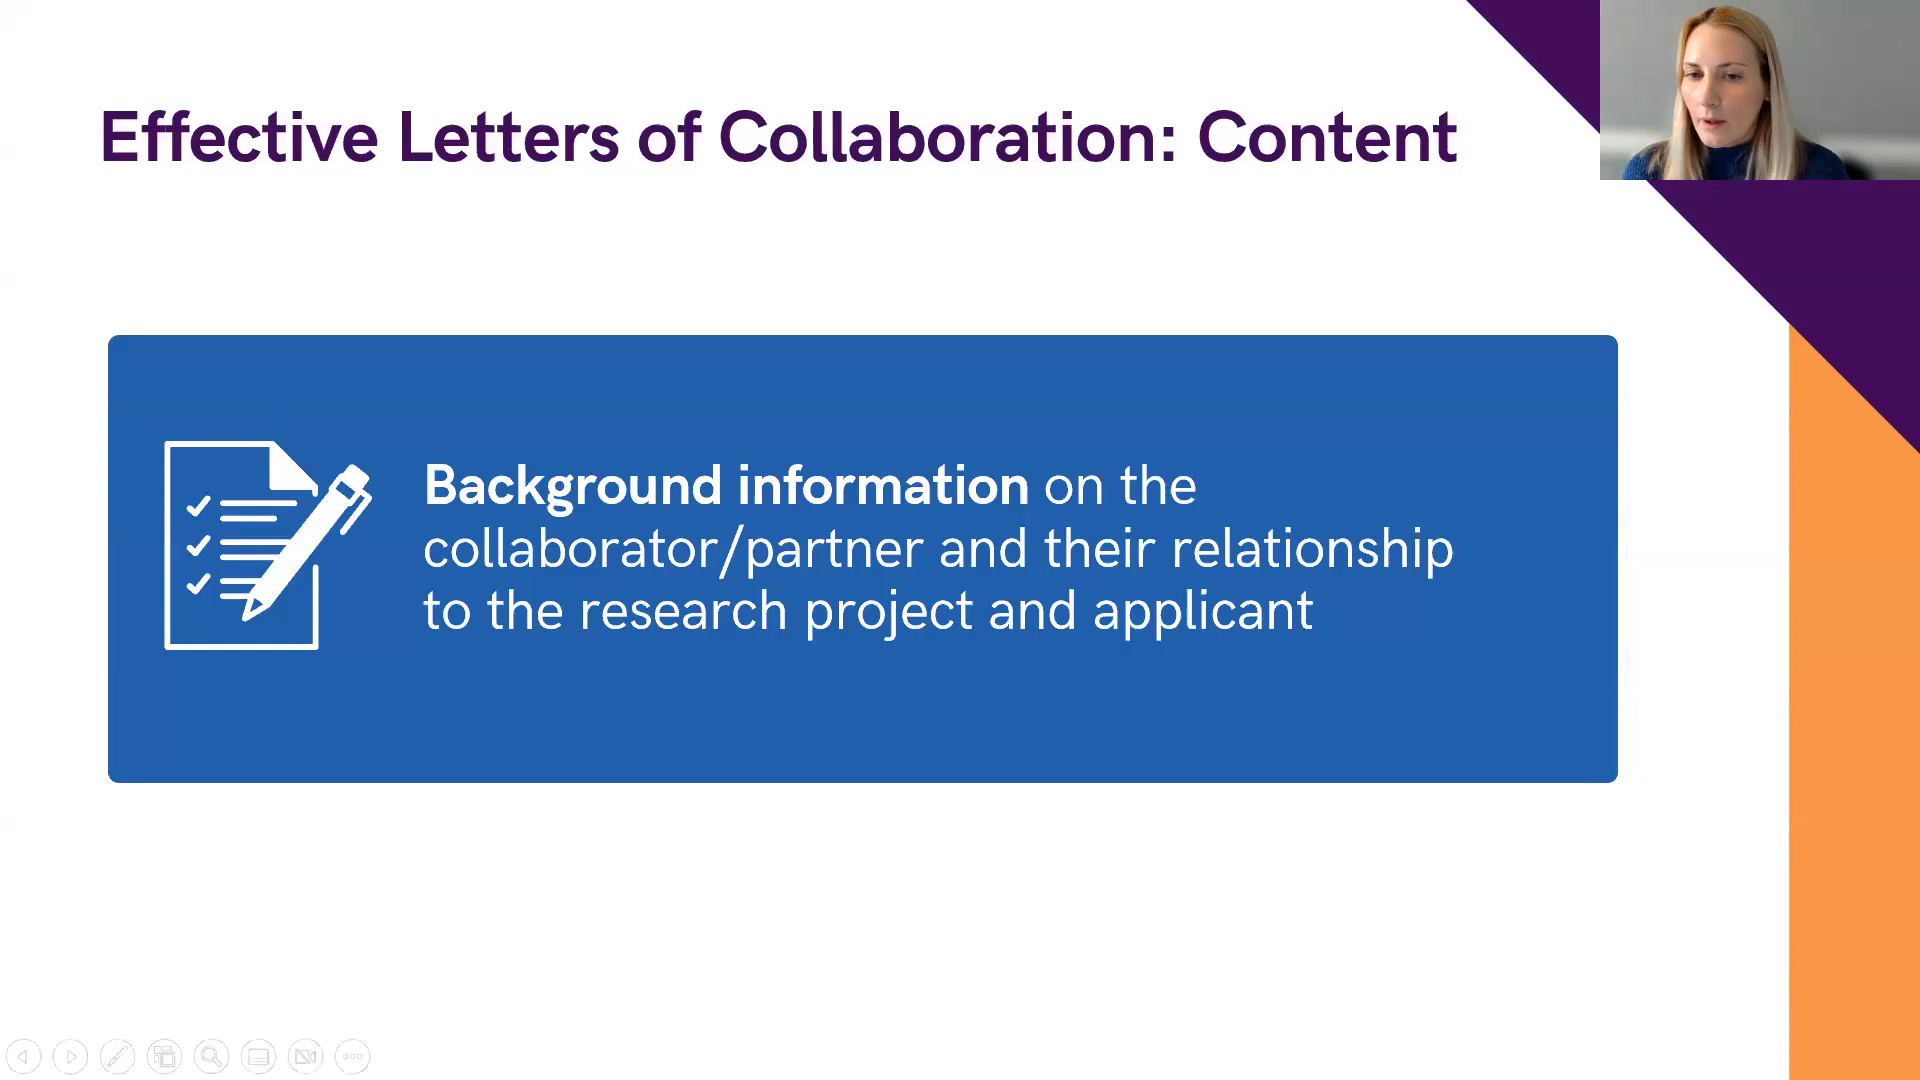 Effective Letters of Collaboration: Content
Background information on the
collaborator/partner and their relationship
to the research project and applicant